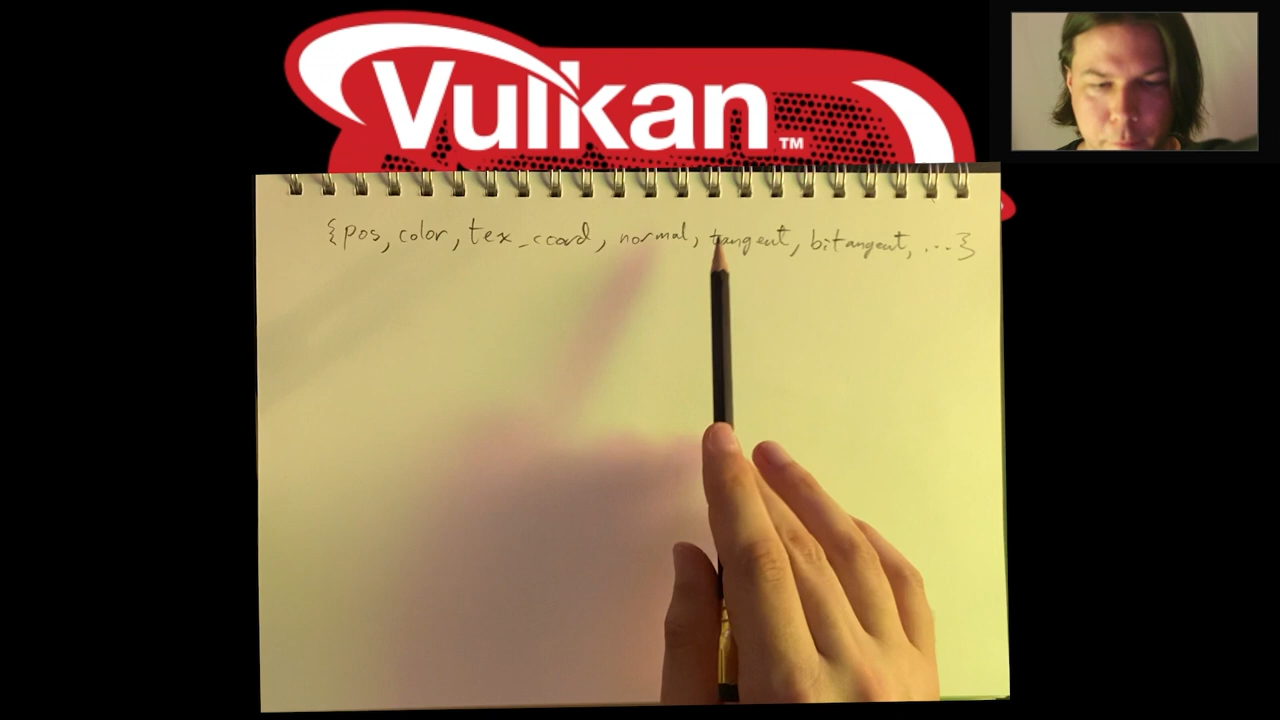 Vulkan™
{pos, color, tex_coord, normal, tangent, bitangent, ...}